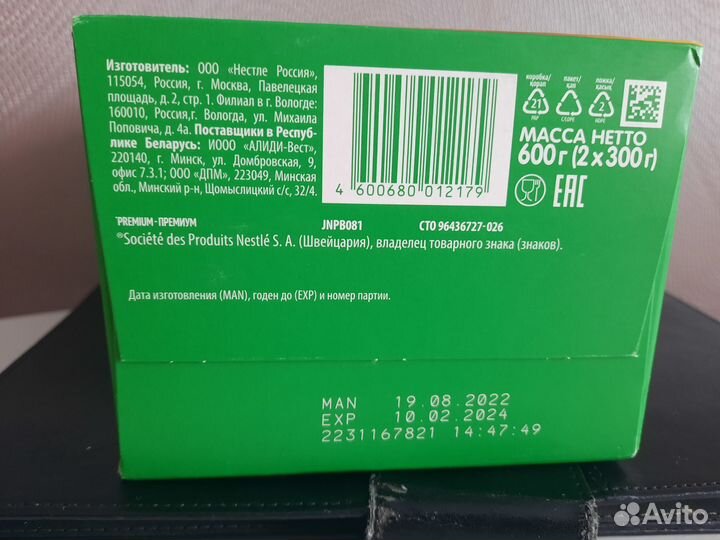 Изготовитель: ООО «Нестле Россия»,
115054, Россия, г. Москва, Павелецкая
площадь, д. 2, стр. 1. Филиал в г. Вологде:
160010, Россия,г. Вологда, ул. Михаила
Поповича, д. 4а. Поставщики в Респуб-
лике Беларусь: ИООО «АЛИДИ-Вест»,
220140, г. Минск, ул. Домбровская, 9,
офис 7.3.1; ООО «ДПМ», 223049, Минская
обл., Минский р-н, Щомыслицкий с/с, 32/4.
4 600680 012179
коробка/ қорап
21
PAP
пакет/ қап
C/LDPE
ложка/ қасық
2
HDPE
МАССА НЕТТО
600 г (2 x 300 г)
EAC
*PREMIUM - ПРЕМИУМ
JNPB081
СТО 96436727-026
®Société des Produits Nestlé S. A. (Швейцария), владелец товарного знака (знаков).
Дата изготовления (MAN), годен до (EXP) и номер партии.
MAN 19.08.2022
EXP 10.02.2024
2231167821 14:47:49
Avito